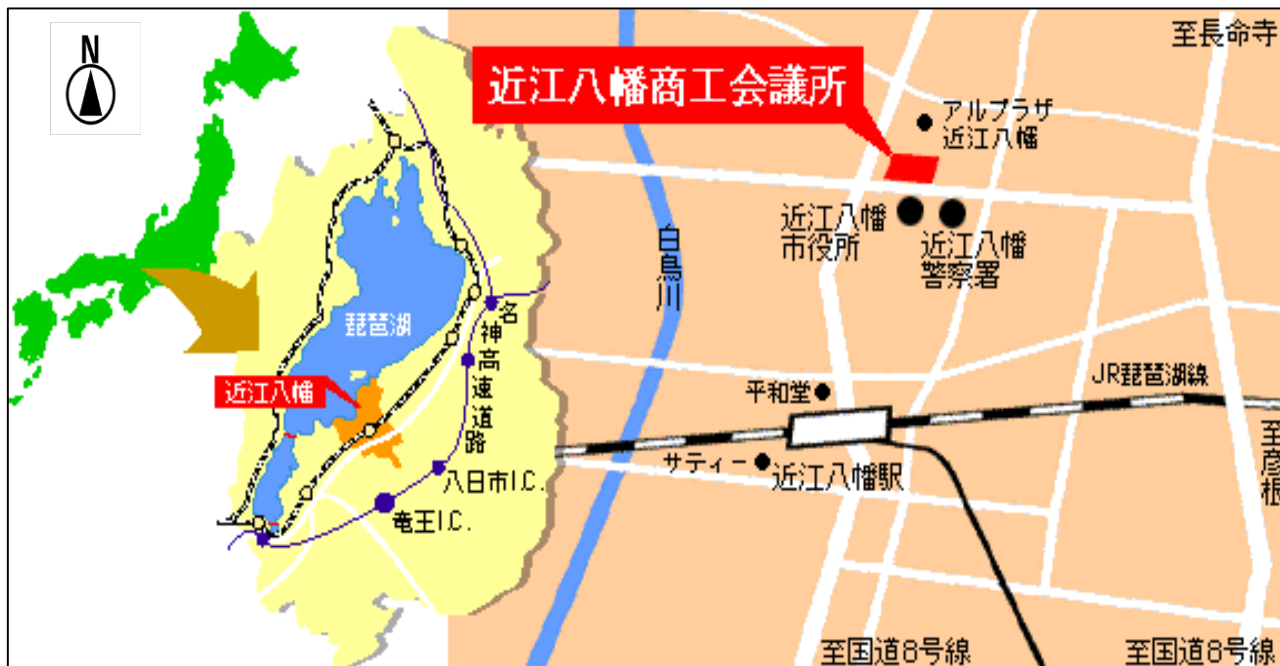 N
近江八幡商工会議所
至長命寺
アルプラザ
近江八幡
近江八幡
市役所
近江八幡
警察署
白鳥川
琵琶湖
近江八幡
名神高速道路
八日市I.C.
竜王I.C.
平和堂
JR琵琶湖線
サティー
近江八幡駅
至彦根
至国道8号線
至国道8号線